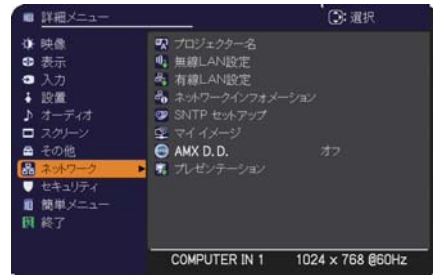 詳細メニュー
選択
映像
表示
入力
設置
オーディオ
スクリーン
その他
ネットワーク
セキュリティ
簡単メニュー
終了
プロジェクター名
無線LAN設定
有線LAN設定
ネットワークインフォメーション
SNTP セットアップ
マイ イメージ
AMX D.D. オフ
プレゼンテーション
COMPUTER IN 1 1024 x 768 @60Hz